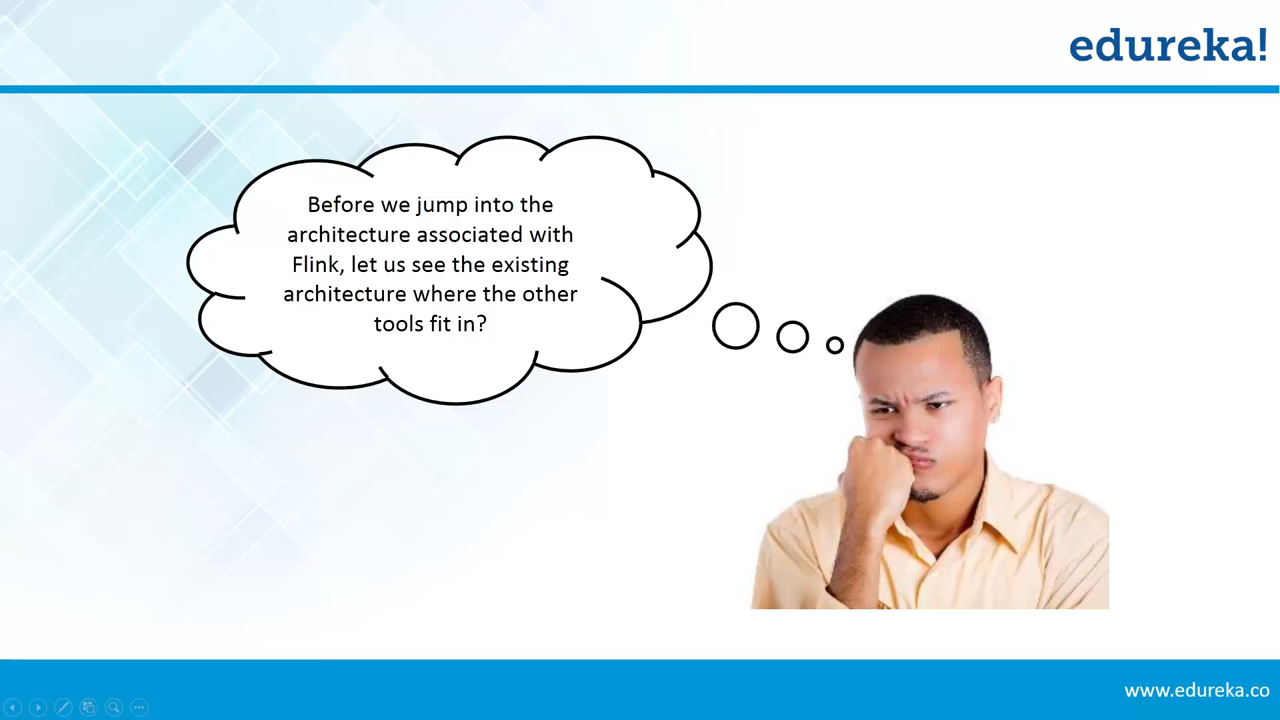 edureka!
Before we jump into the
architecture associated with
Flink, let us see the existing
architecture where the other
tools fit in?
www.edureka.co